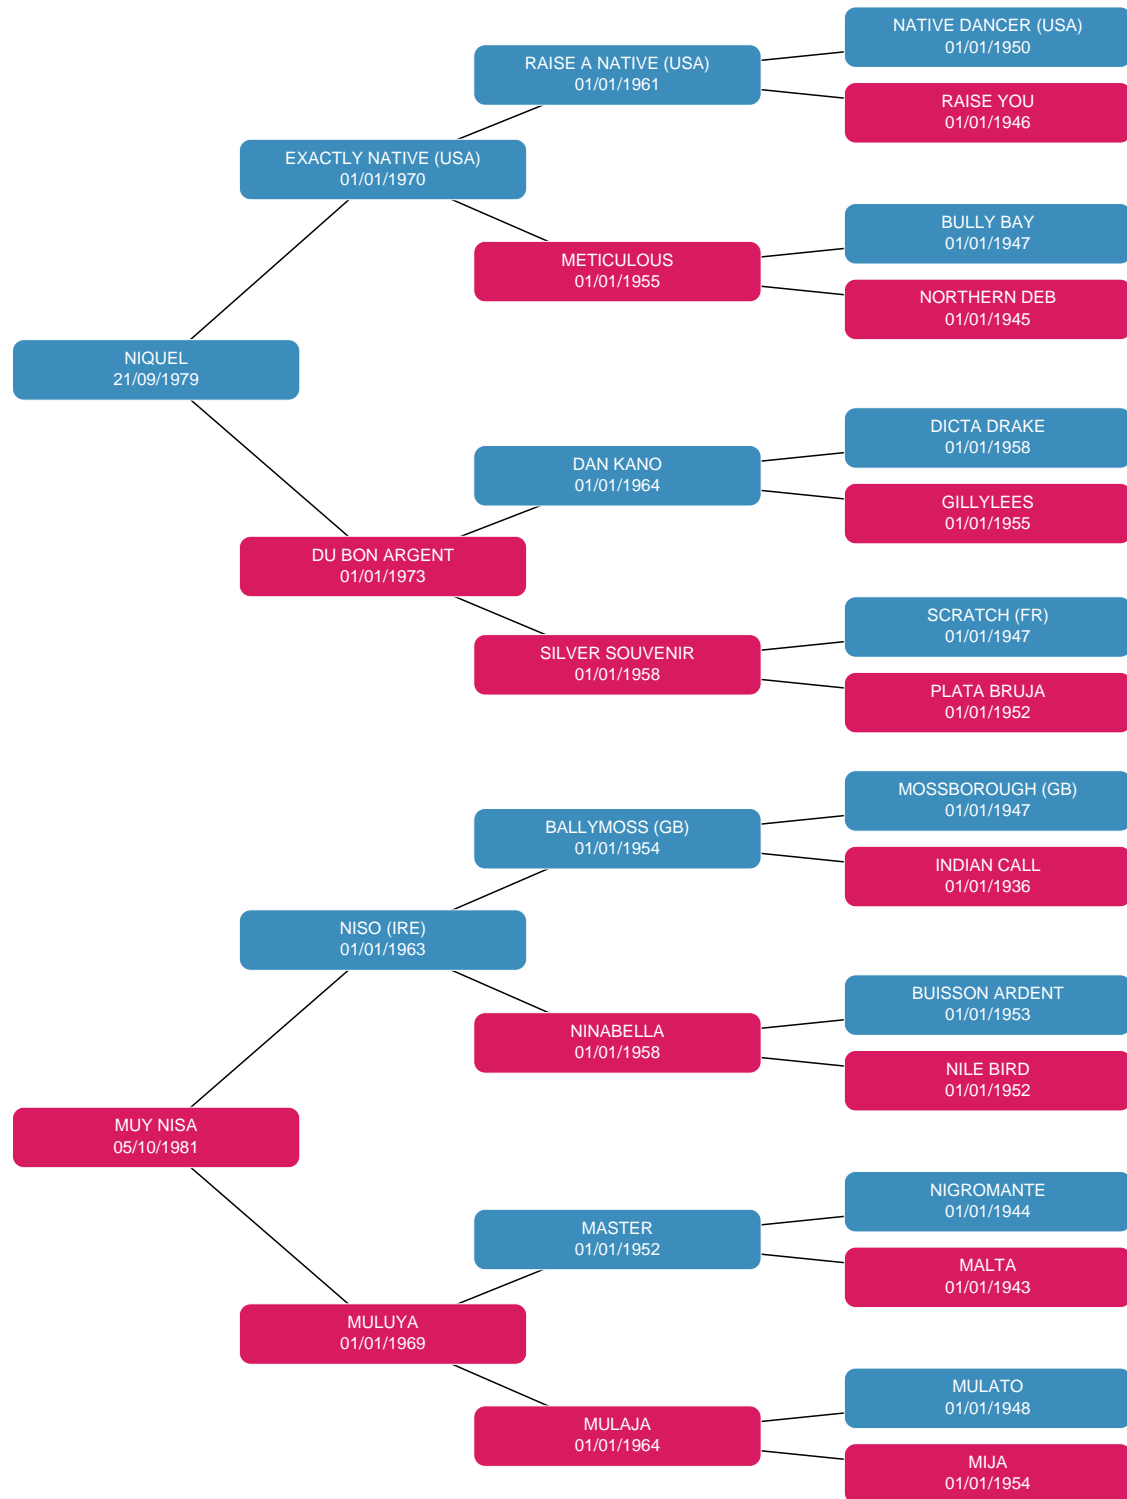 NATIVE DANCER (USA)
01/01/1950
RAISE A NATIVE (USA)
01/01/1961
RAISE YOU
01/01/1946
EXACTLY NATIVE (USA)
01/01/1970
BULLY BAY
01/01/1947
METICULOUS
01/01/1955
NORTHERN DEB
01/01/1945
NIQUEL
21/09/1979
DICTA DRAKE
01/01/1958
DAN KANO
01/01/1964
GILLYLEES
01/01/1955
DU BON ARGENT
01/01/1973
SCRATCH (FR)
01/01/1947
SILVER SOUVENIR
01/01/1958
PLATA BRUJA
01/01/1952
MOSSBOROUGH (GB)
01/01/1947
BALLYMOSS (GB)
01/01/1954
INDIAN CALL
01/01/1936
NISO (IRE)
01/01/1963
BUISSON ARDENT
01/01/1953
NINABELLA
01/01/1958
NILE BIRD
01/01/1952
MUY NISA
05/10/1981
NIGROMANTE
01/01/1944
MASTER
01/01/1952
MALTA
01/01/1943
MULUYA
01/01/1969
MULATO
01/01/1948
MULAJA
01/01/1964
MIJA
01/01/1954